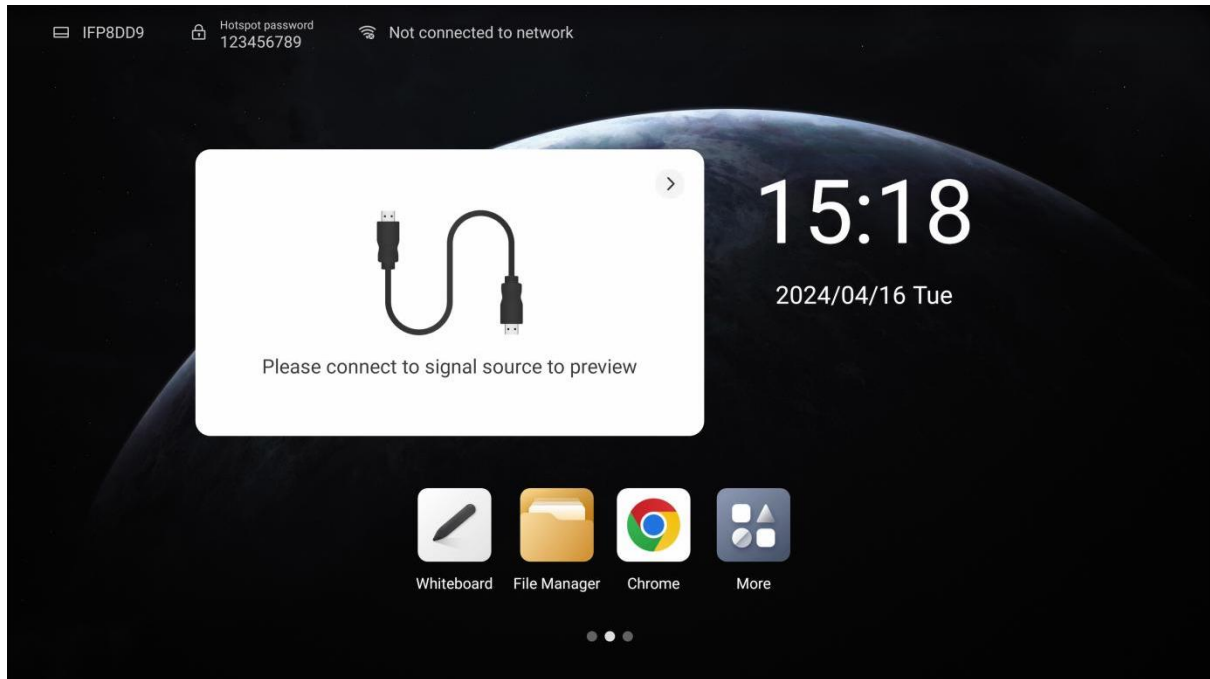 IFP8DD9
Hotspot password
123456789
Not connected to network
15:18
2024/04/16 Tue
Please connect to signal source to preview
Whiteboard
File Manager
Chrome
More